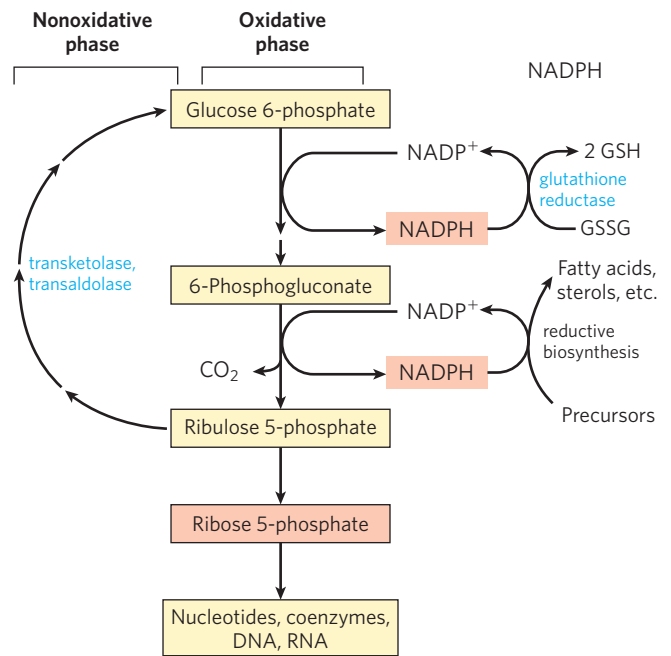 Nonoxidative
phase
Oxidative
phase
NADPH
Glucose 6-phosphate
NADP+
2 GSH
glutathione
reductase
NADPH
GSSG
transketolase,
transaldolase
6-Phosphogluconate
Fatty acids,
sterols, etc.
NADP+
reductive
biosynthesis
CO2
NADPH
Precursors
Ribulose 5-phosphate
Ribose 5-phosphate
Nucleotides, coenzymes,
DNA, RNA